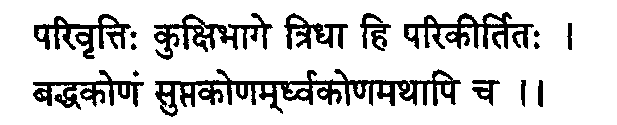 परिवृत्तिः कुक्षिभागे त्रिधा हि परिकीर्तितः ।
बद्धकोणं सुप्तकोणमूर्ध्वकोणमथापि च ।।